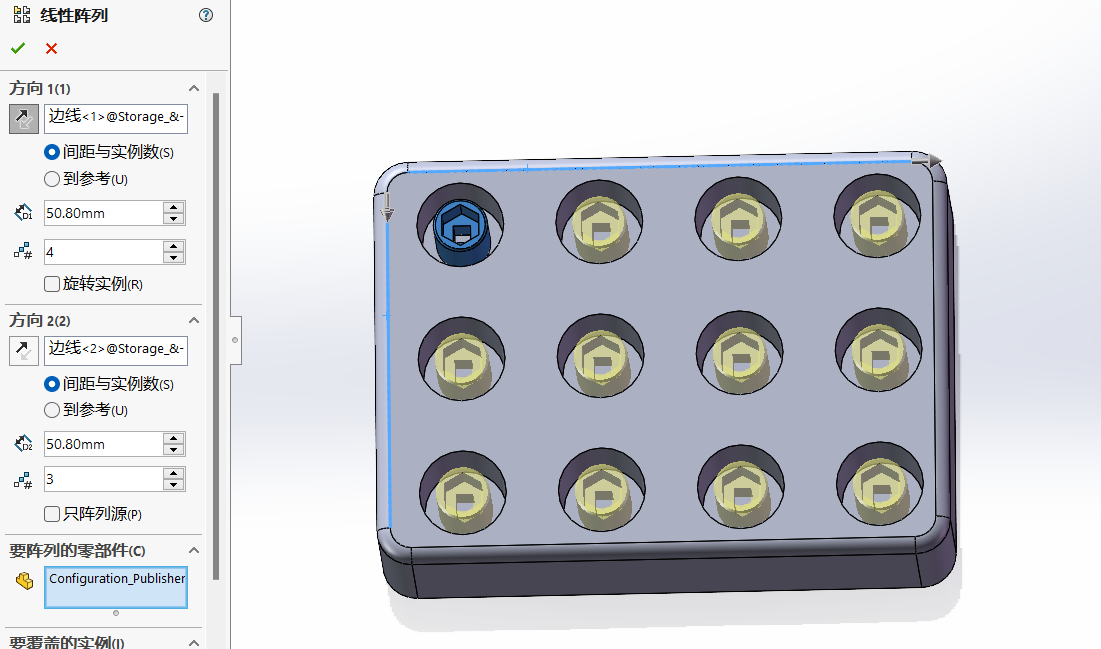 线性阵列
方向 1(1)
边线<1>@Storage_&-
间距与实例数(S)
到参考(U)
D1
50.80mm
4
旋转实例(R)
方向 2(2)
边线<2>@Storage_&-
间距与实例数(S)
到参考(U)
D2
50.80mm
3
只阵列源(P)
要阵列的零部件(C)
Configuration_Publisher
要覆盖的实例(I)